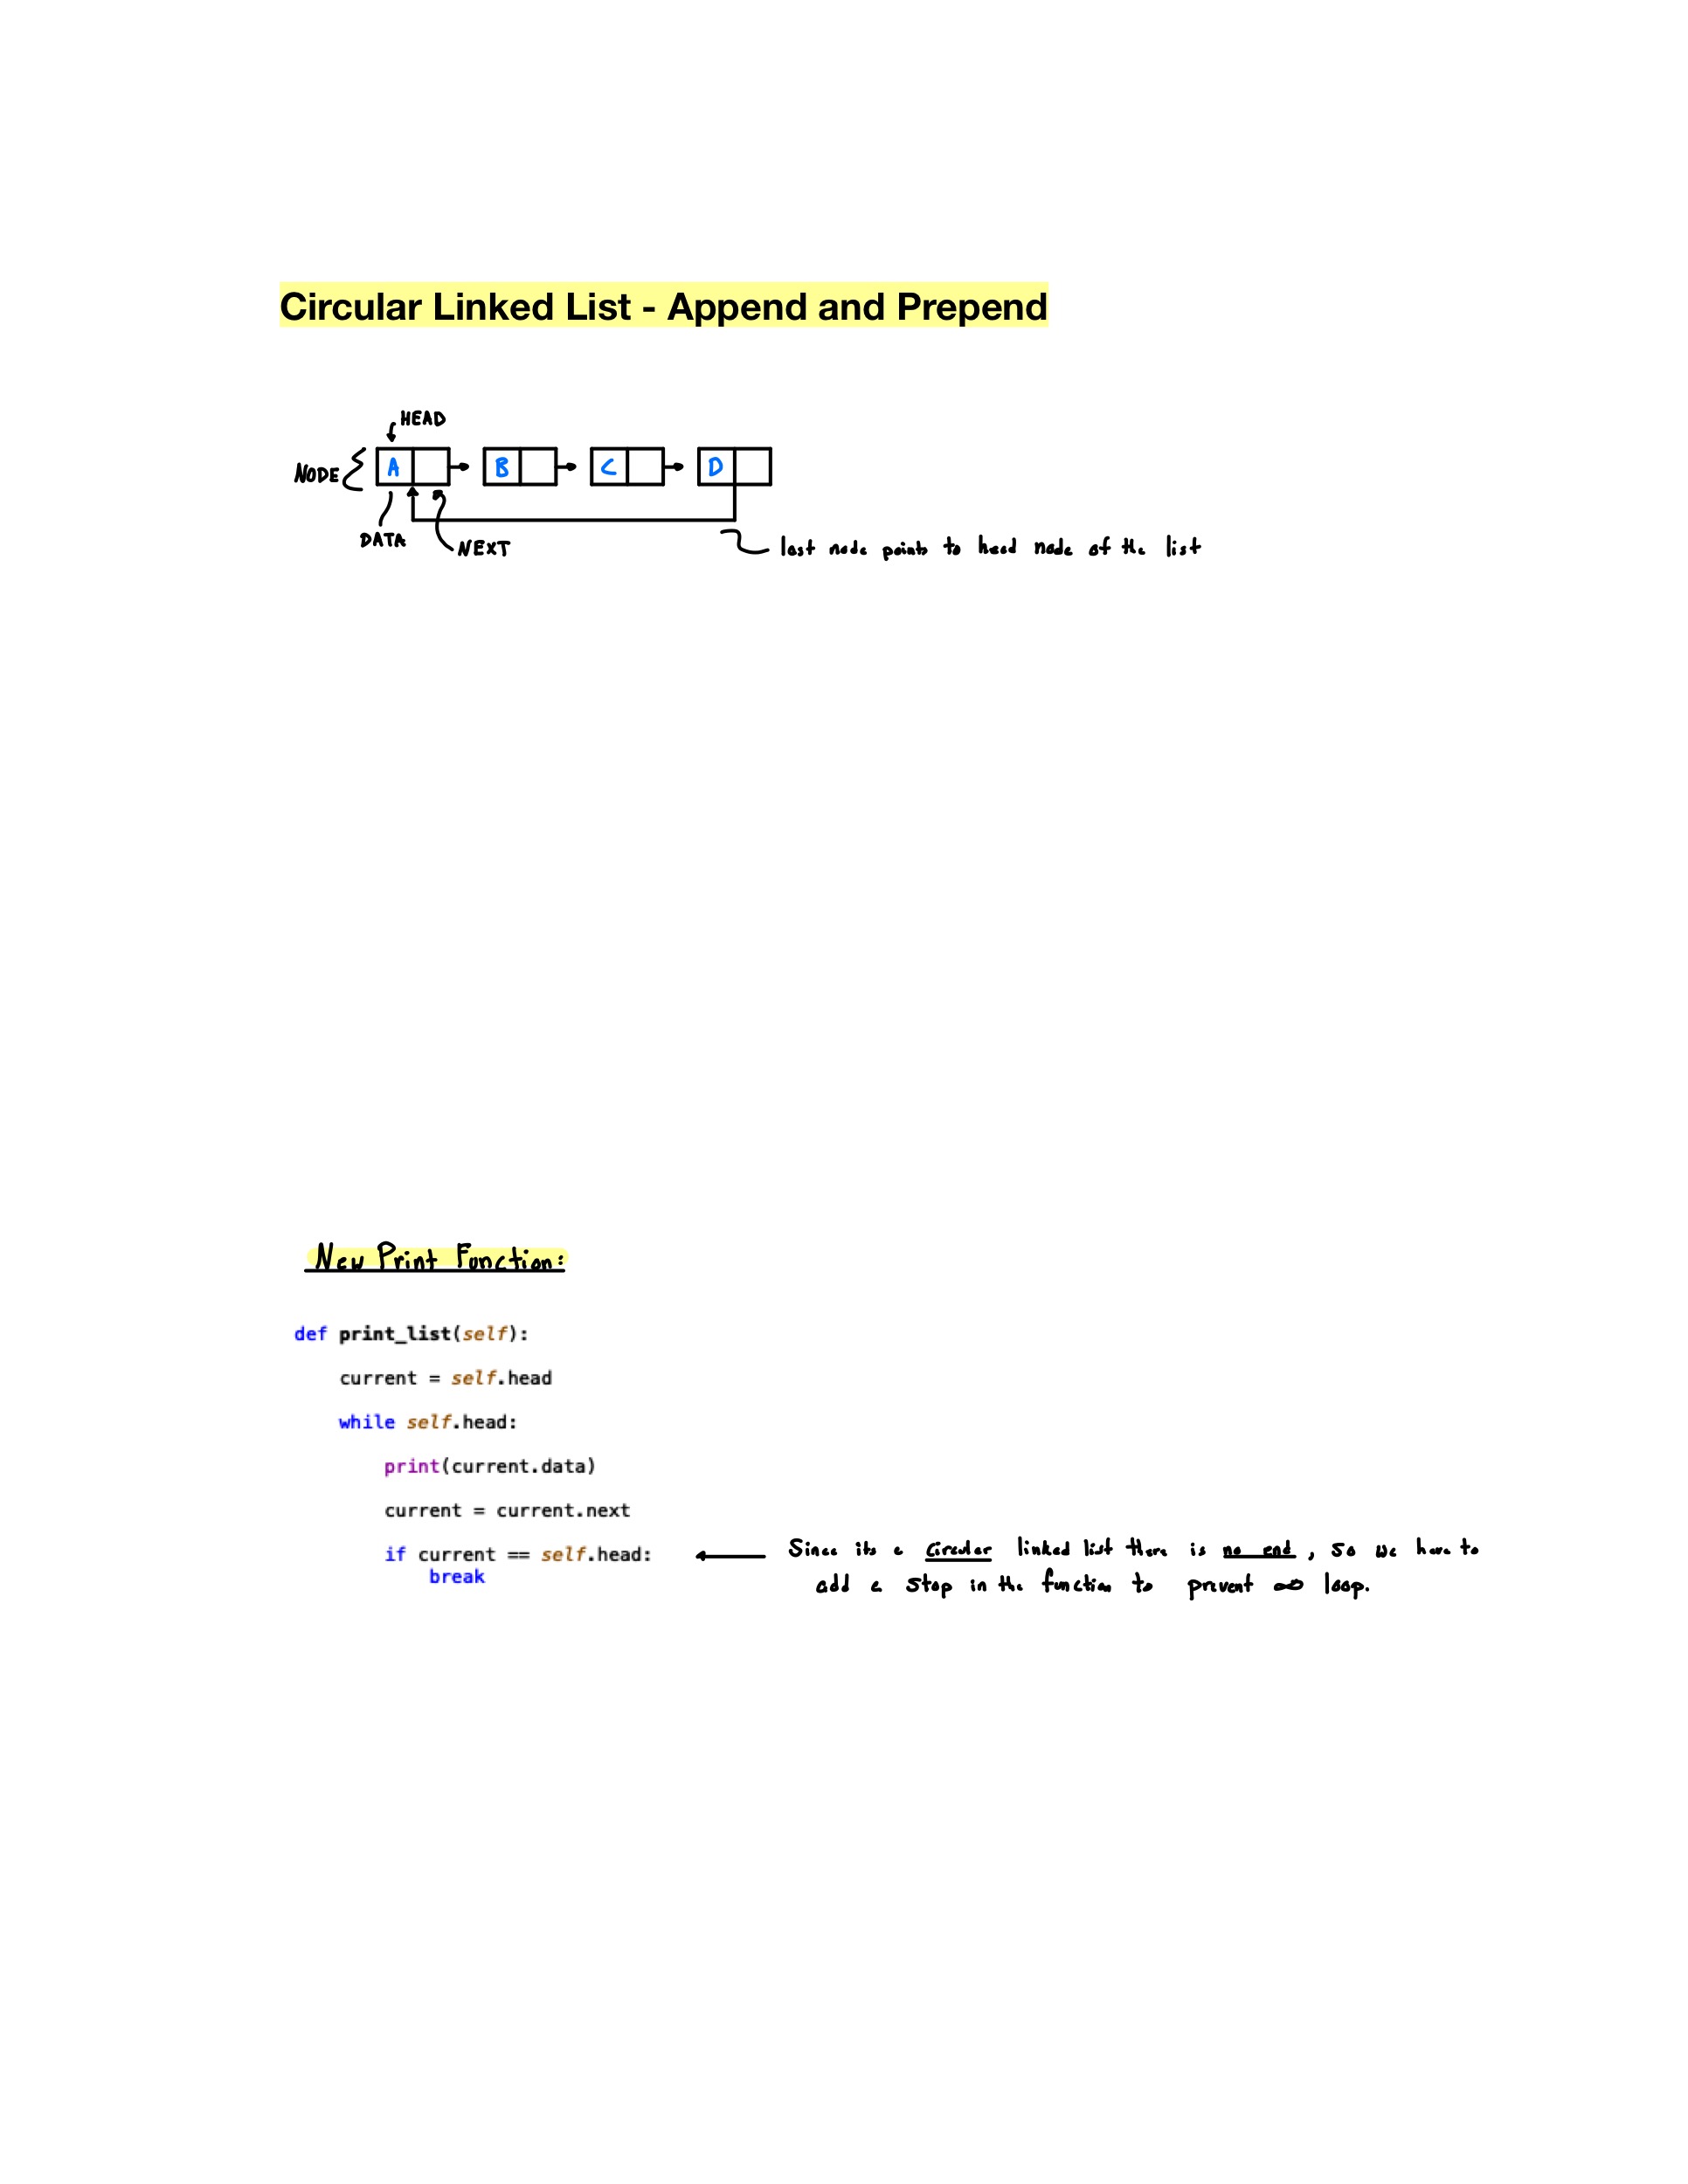 Circular Linked List - Append and Prepend
HEAD
NODE A B C D
DATA NEXT last node points to head node of the list
New Print Function:
def print_list(self):
current = self.head
while self.head:
print(current.data)
current = current.next
if current == self.head: Since its a circular linked list there is no end, so we have to
break add a stop in the function to prevent ∞ loop.